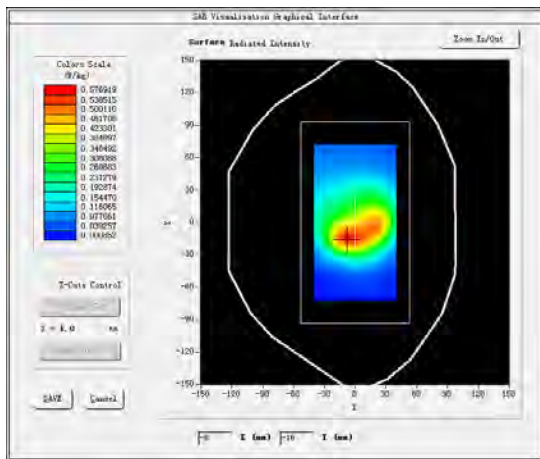 SAR Visualisation Graphical Interface
Surface Radiated Intensity
Zoom In/Out
Colors Scale
(W/kg)
0.576919
0.538515
0.500110
0.461706
0.423301
0.384897
0.346492
0.308088
0.269683
0.231279
0.192874
0.154470
0.116065
0.077661
0.039257
0.000852
150
120
90
60
30
0
-30
-60
-90
-120
-150
Y
-150 -120 -90 -60 -30 0 30 60 90 120 150
X
Z-Cuts Control
Z = 4.0 mm
SAVE Cancel
-8 X (mm) -16 Y (mm)